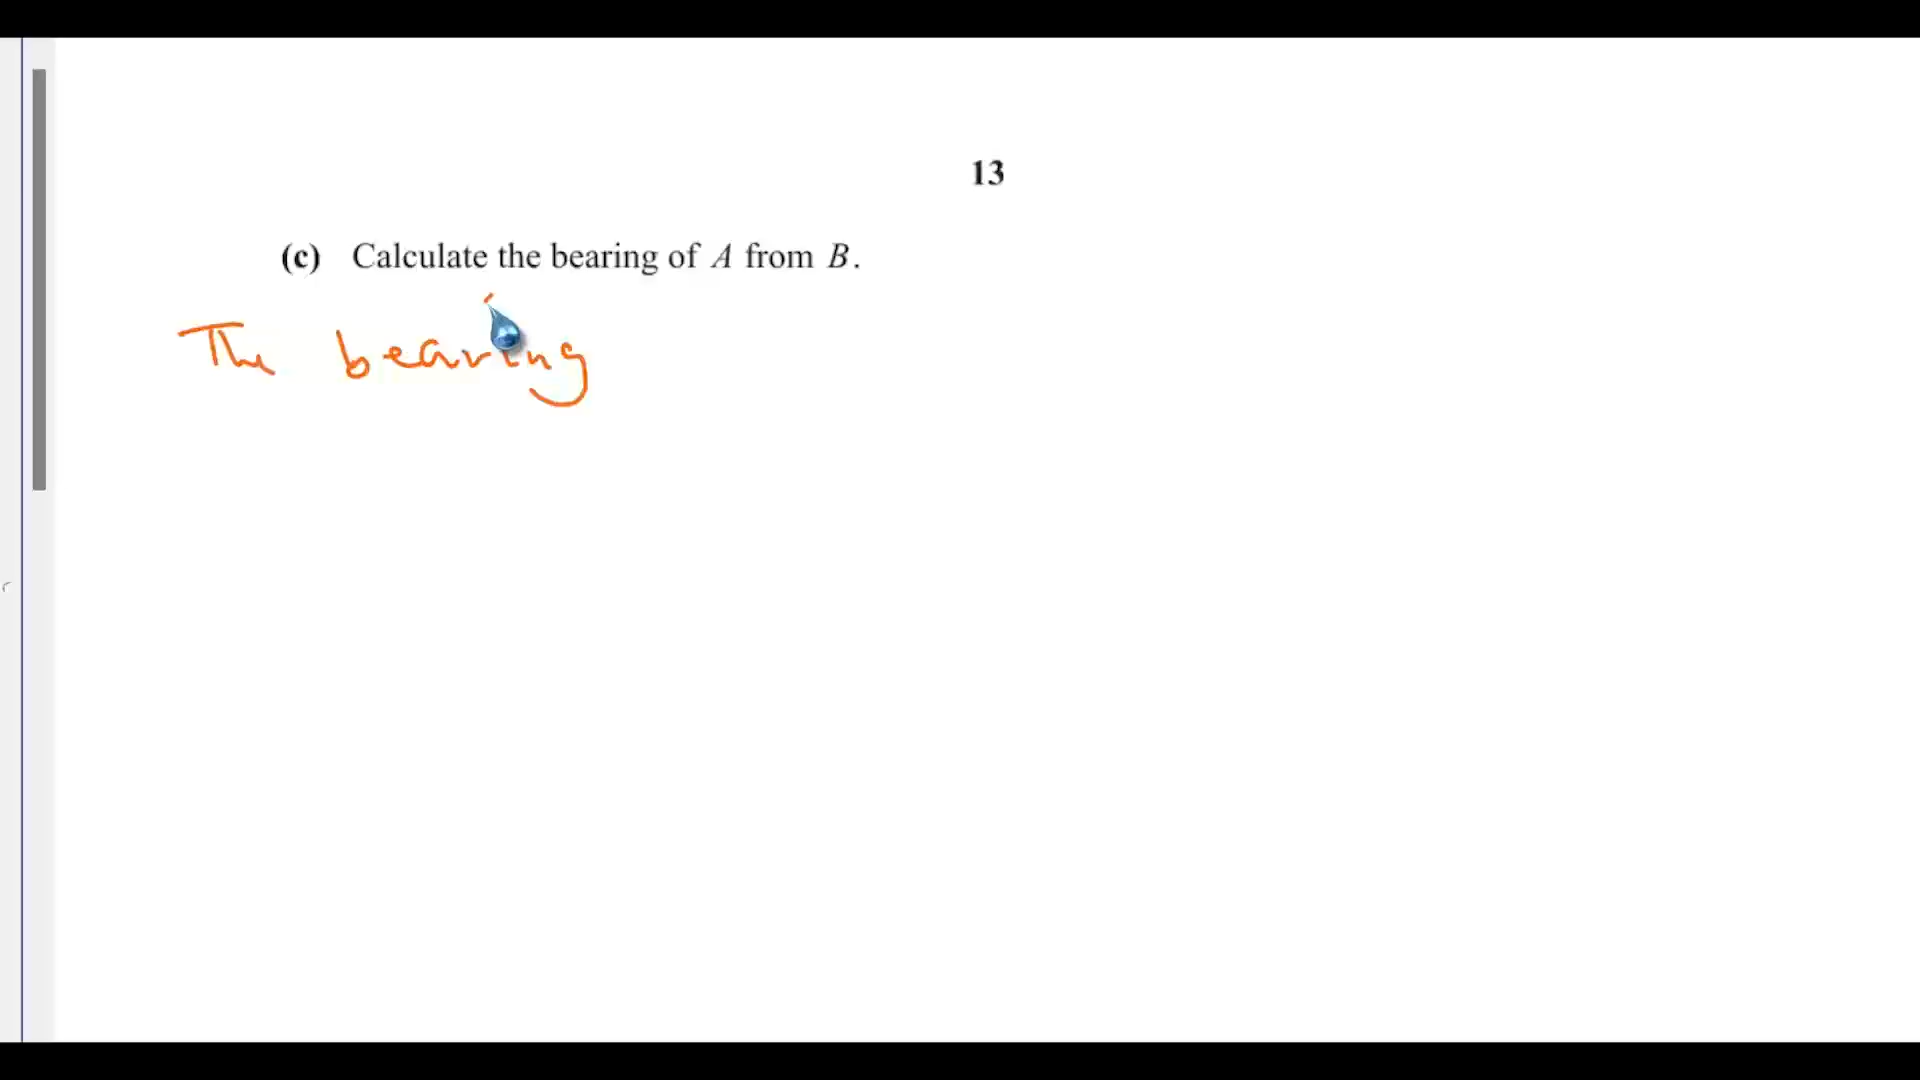 13
(c) Calculate the bearing of A from B.
The bearing